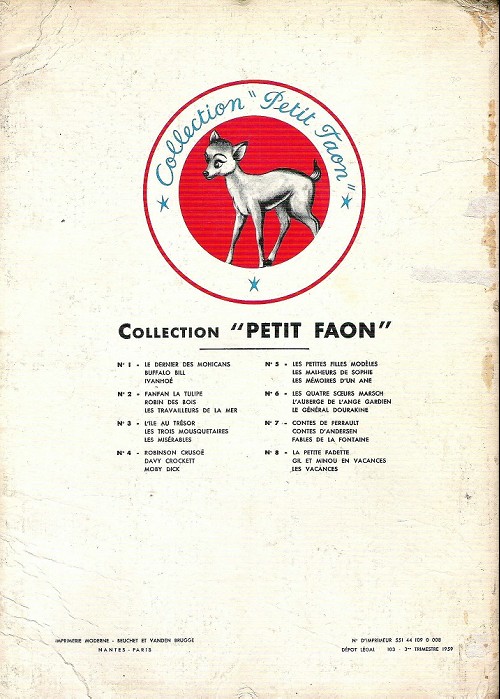 Collection "Petit Faon"
COLLECTION "PETIT FAON"
N° 1 - LE DERNIER DES MOHICANS
BUFFALO BILL
IVANHOÉ
N° 2 - FANFAN LA TULIPE
ROBIN DES BOIS
LES TRAVAILLEURS DE LA MER
N° 3 - L'ILE AU TRÉSOR
LES TROIS MOUSQUETAIRES
LES MISÉRABLES
N° 4 - ROBINSON CRUSOË
DAVY CROCKETT
MOBY DICK
N° 5 - LES PETITES FILLES MODÈLES
LES MALHEURS DE SOPHIE
LES MÉMOIRES D'UN ANE
N° 6 - LES QUATRE SŒURS MARSCH
L'AUBERGE DE L'ANGE GARDIEN
LE GÉNÉRAL DOURAKINE
N° 7 - CONTES DE PERRAULT
CONTES D'ANDERSEN
FABLES DE LA FONTAINE
N° 8 - LA PETITE FADETTE
GIL ET MINOU EN VACANCES
LES VACANCES
IMPRIMERIE MODERNE - BEUCHET ET VANDEN BRUGGE
NANTES - PARIS
N° D'IMPRIMEUR 551 44 109 0 008
DÉPOT LÉGAL 103 - 3me TRIMESTRE 1959